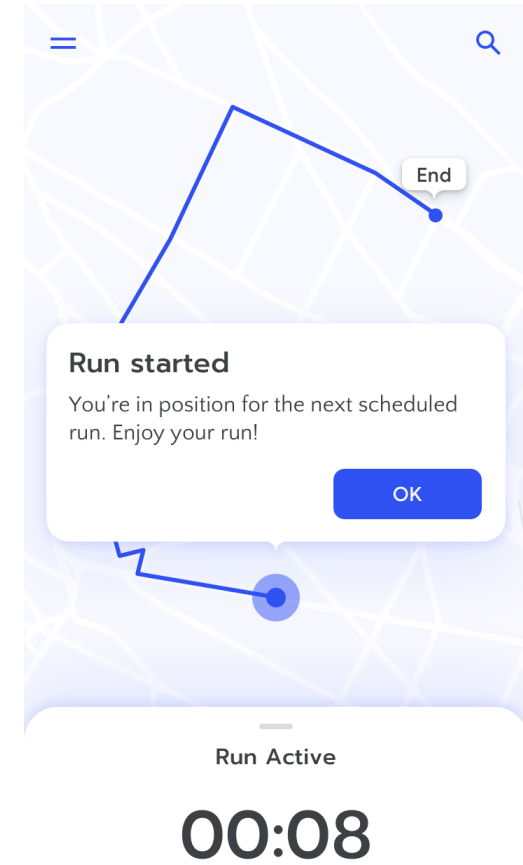 End
Run started
You’re in position for the next scheduled
run. Enjoy your run!
OK
Run Active
00:08